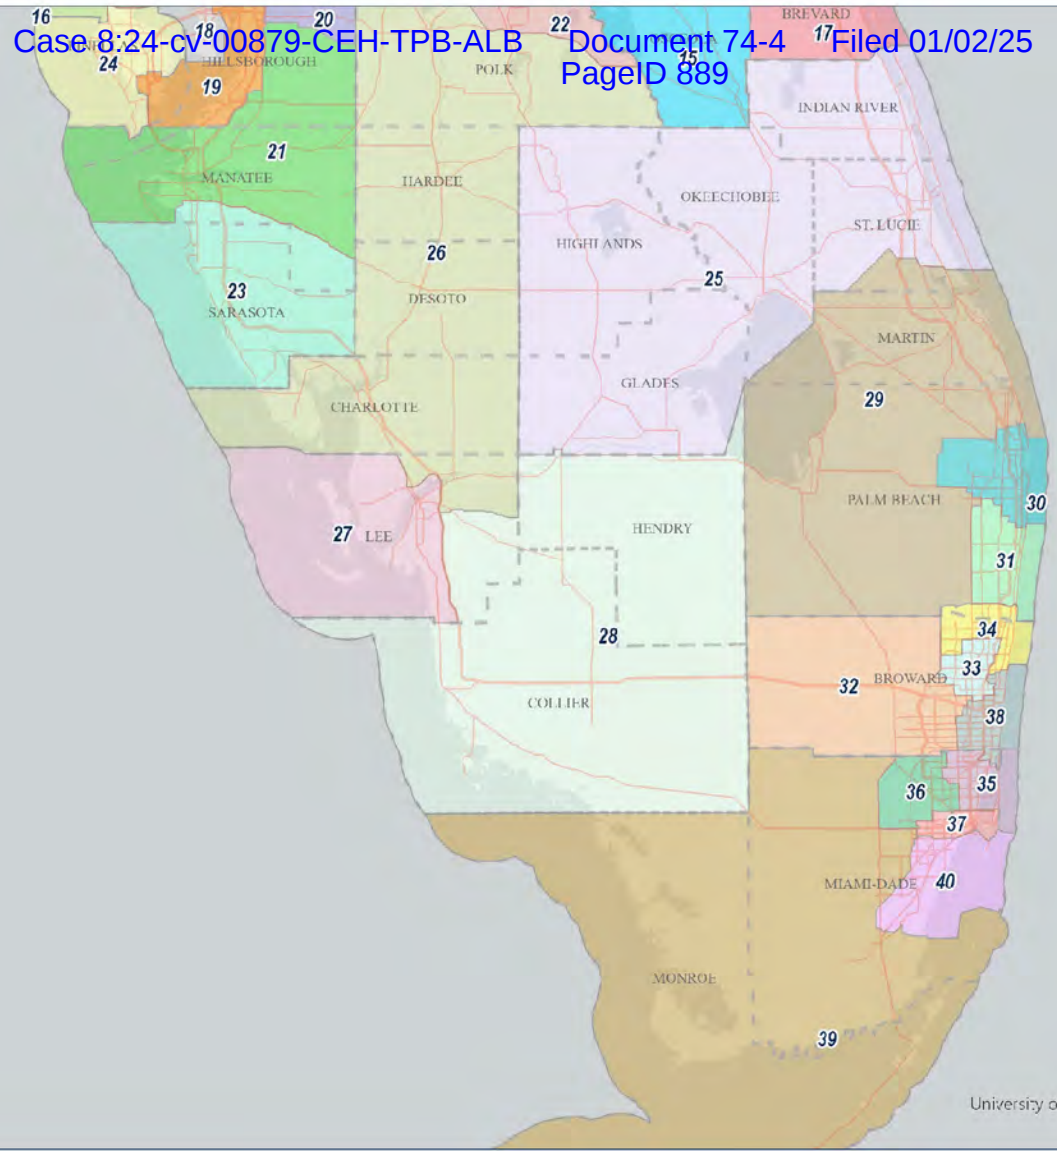 Case 8:24-cv-00879-CEH-TPB-ALB Document 74-4 Filed 01/02/25
PageID 889
16
18
20
22
BREVARD
17
24
HILLSBOROUGH
19
POLK
15
INDIAN RIVER
21
MANATEE
HARDEE
OKEECHOBEE
ST. LUCIE
HIGHLANDS
26
25
23
SARASOTA
DESOTO
MARTIN
GLADES
29
CHARLOTTE
PALM BEACH
30
27 LEE
HENDRY
31
28
34
33
32
BROWARD
COLLIER
38
36
35
37
MIAMI-DADE
40
MONROE
39
University o